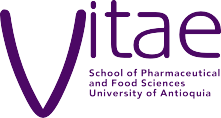 Vitae
School of Pharmaceutical
and Food Sciences
University of Antioquia